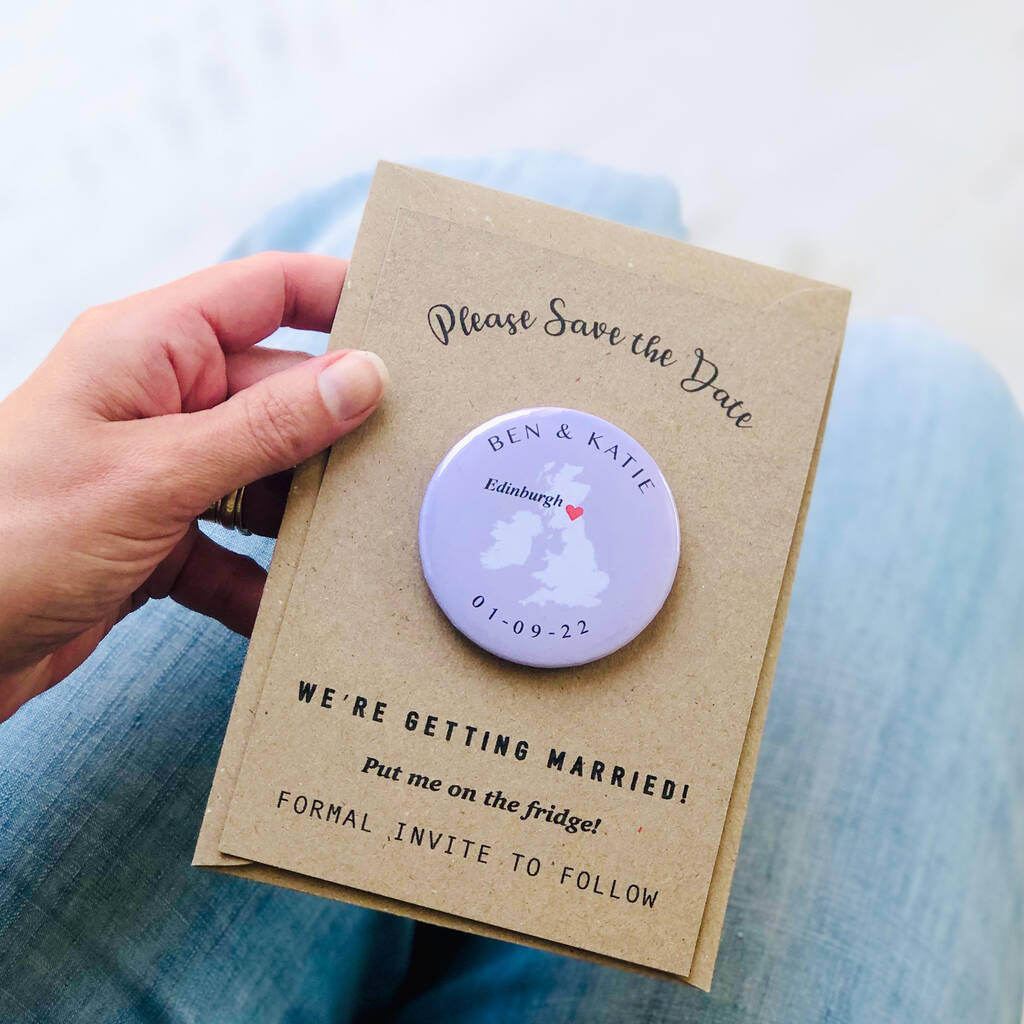 Please Save the Date
BEN & KATIE
Edinburgh
01-09-22
WE'RE GETTING MARRIED!
Put me on the fridge!
FORMAL INVITE TO FOLLOW